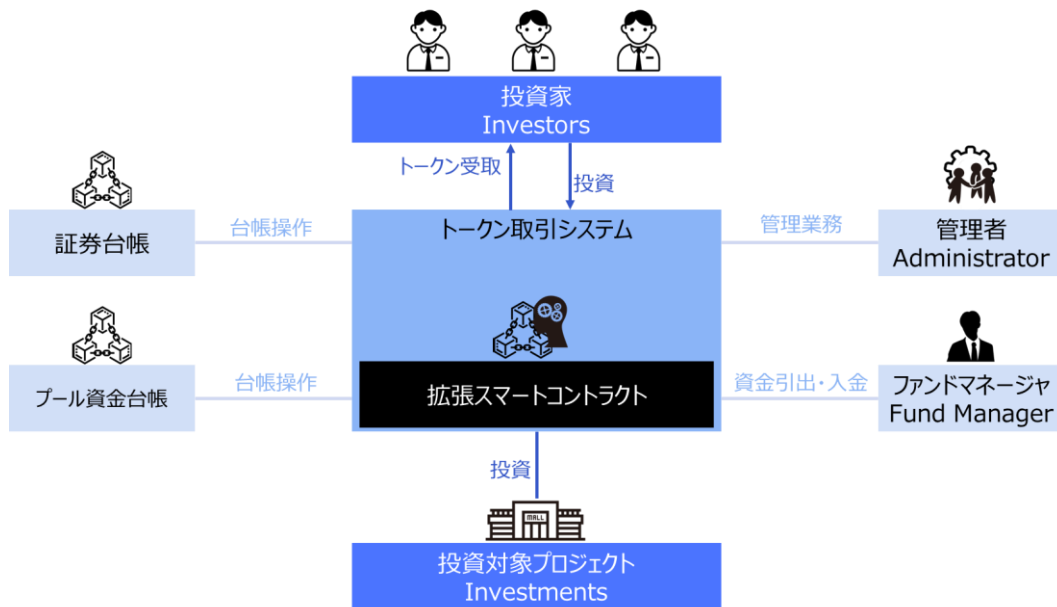 投資家
Investors
トークン受取
投資
証券台帳
台帳操作
トークン取引システム
管理業務
管理者
Administrator
プール資金台帳
台帳操作
拡張スマートコントラクト
資金引出・入金
ファンドマネージャ
Fund Manager
投資
MALL
投資対象プロジェクト
Investments